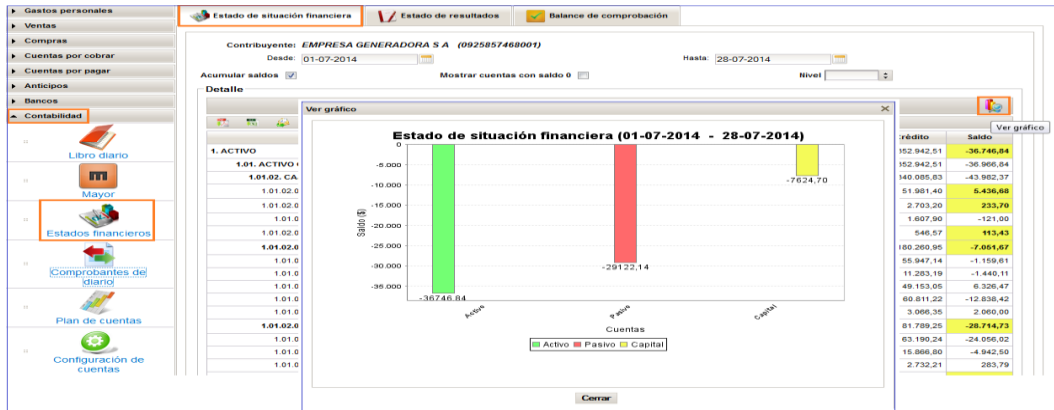 Gastos personales
Ventas
Compras
Cuentas por cobrar
Cuentas por pagar
Anticipos
Bancos
Contabilidad
Libro diario
Mayor
Estados financieros
Comprobantes de
diario
Plan de cuentas
Configuración de
cuentas
Estado de situación financiera
Estado de resultados
Balance de comprobación
Contribuyente: EMPRESA GENERADORA S A (0925857468001)
Desde: 01-07-2014
Hasta: 28-07-2014
Acumular saldos
Mostrar cuentas con saldo 0
Nivel
Detalle
Ver gráfico
1. ACTIVO
1.01. ACTIVO
1.01.02. CA
1.01.02.0
1.01.02.0
1.01.0
1.01.02.0
1.01.02.0
1.01.0
1.01.0
1.01.0
1.01.0
1.01.0
1.01.02.0
1.01.0
1.01.0
1.01.0
Ver gráfico
Estado de situación financiera (01-07-2014 - 28-07-2014)
0
-5.000
-10.000
-15.000
-20.000
-25.000
-30.000
-35.000
Saldo ($)
-36746,84
-29122,14
-7624,70
Activo
Pasivo
Capital
Cuentas
Activo Pasivo Capital
Cerrar
Crédito Saldo
352.942,51 -36.746,84
352.942,51 -36.966,84
340.085,83 -43.982,37
51.981,40 5.436,68
2.703,20 233,70
1.607,90 -121,00
546,57 113,43
180.260,95 -7.051,67
55.947,14 -1.159,61
11.283,19 -1.440,11
49.153,05 6.326,47
60.811,22 -12.838,42
3.066,35 2.060,00
81.789,25 -28.714,73
63.190,24 -24.056,02
15.866,80 -4.942,50
2.732,21 283,79